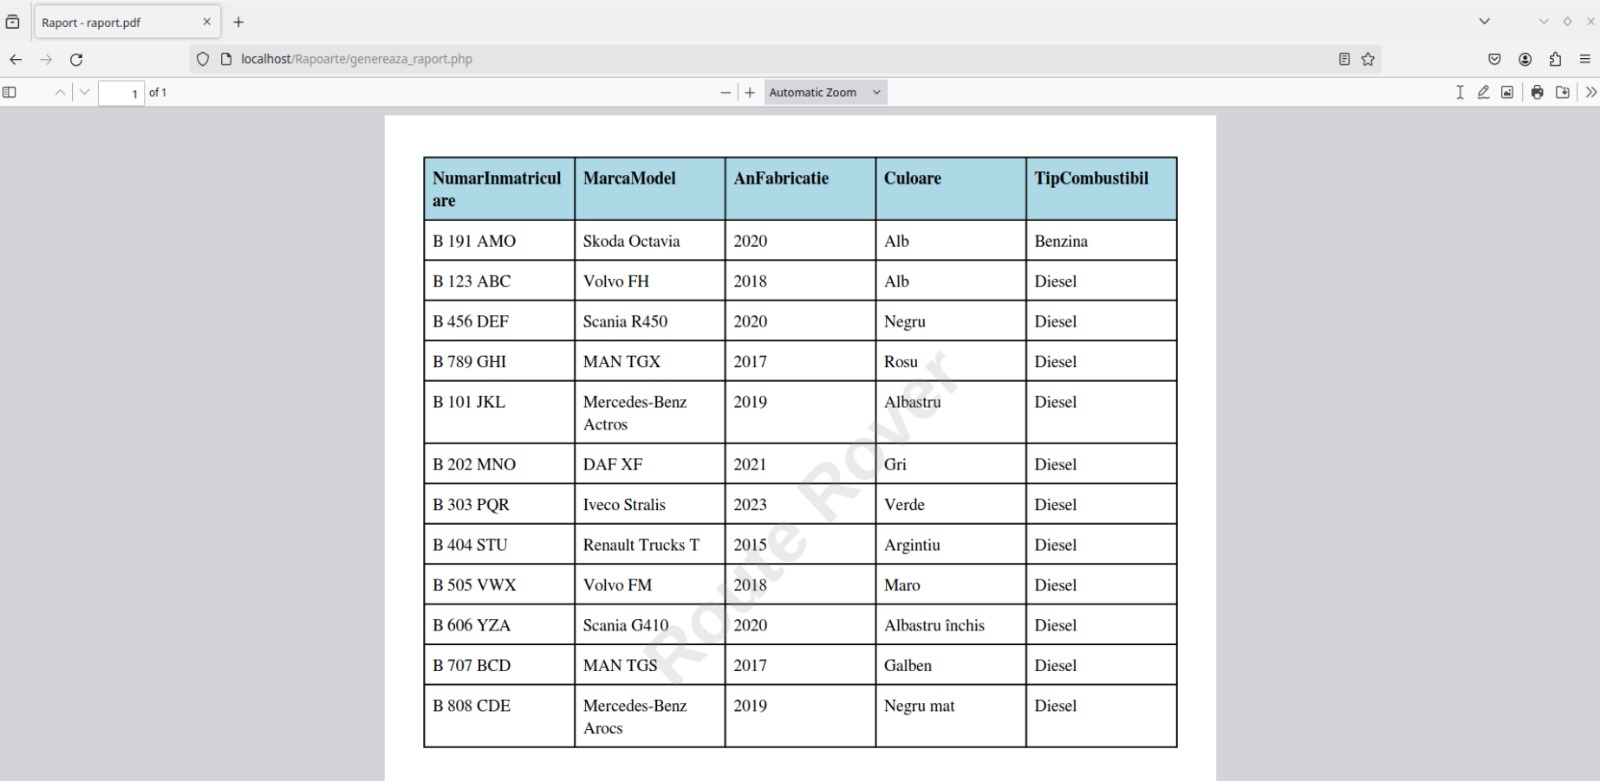 Raport - raport.pdf
localhost/Rapoarte/genereaza_raport.php
1 of 1 Automatic Zoom
NumarInmatricul MarcaModel AnFabricatie Culoare TipCombustibil
are
B 191 AMO Skoda Octavia 2020 Alb Benzina
B 123 ABC Volvo FH 2018 Alb Diesel
B 456 DEF Scania R450 2020 Negru Diesel
B 789 GHI MAN TGX 2017 Rosu Diesel
B 101 JKL Mercedes-Benz 2019 Albastru Diesel
Actros
B 202 MNO DAF XF 2021 Gri Diesel
B 303 PQR Iveco Stralis 2023 Verde Diesel
B 404 STU Renault Trucks T 2015 Argintiu Diesel
B 505 VWX Volvo FM 2018 Maro Diesel
B 606 YZA Scania G410 2020 Albastru închis Diesel
B 707 BCD MAN TGS 2017 Galben Diesel
B 808 CDE Mercedes-Benz 2019 Negru mat Diesel
Arocs
Route Rover